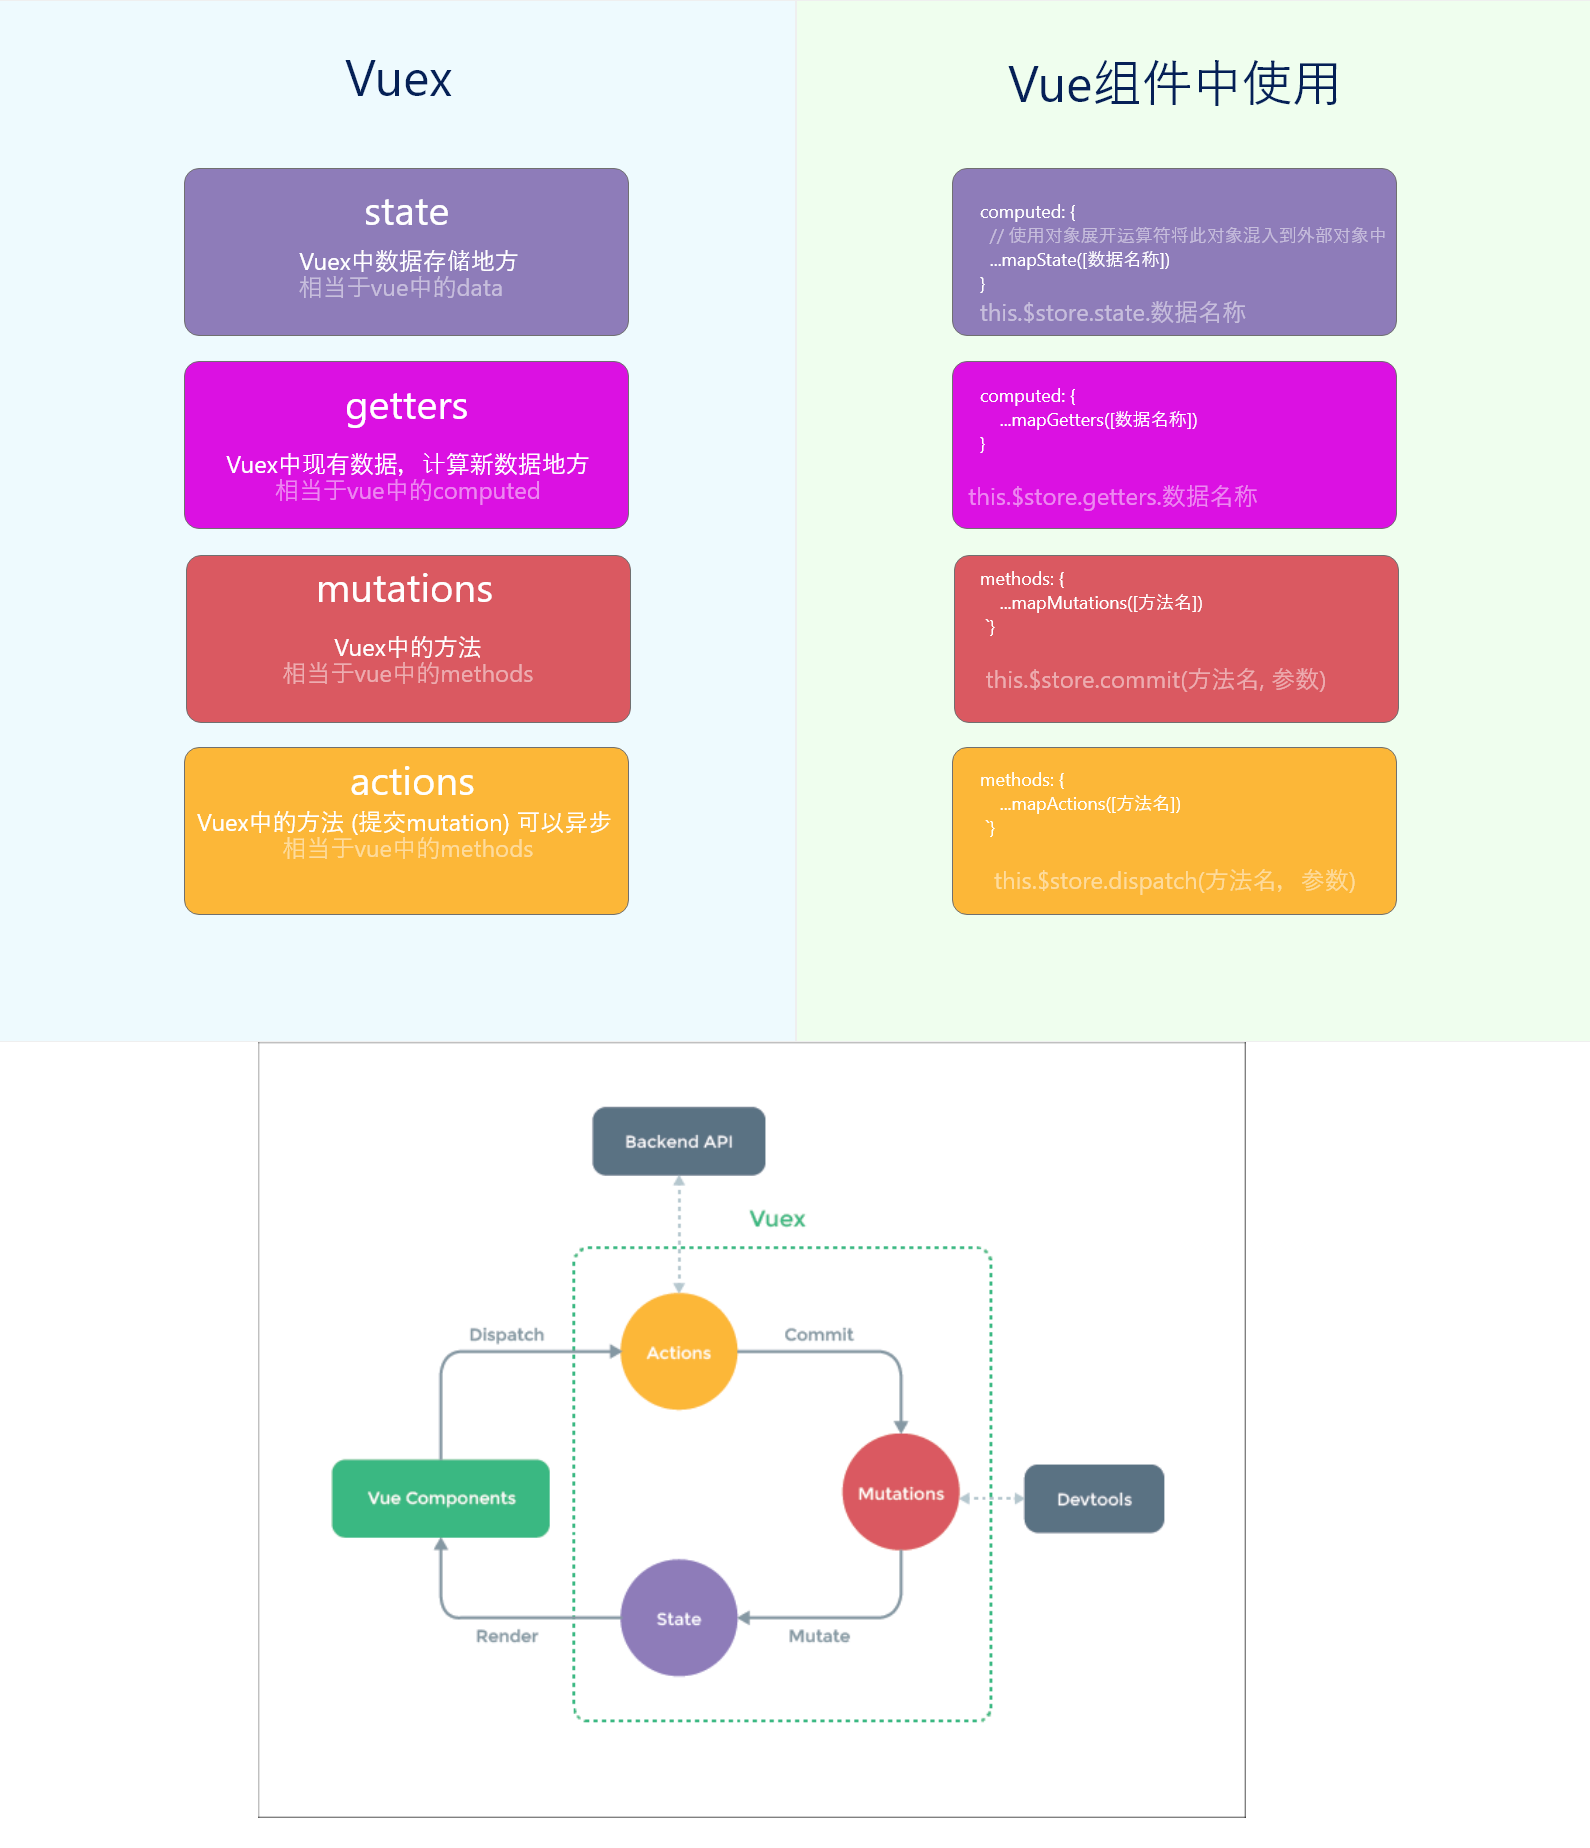 Vuex
state
Vuex中数据存储地方
相当于vue中的data
getters
Vuex中现有数据，计算新数据地方
相当于vue中的computed
mutations
Vuex中的方法
相当于vue中的methods
actions
Vuex中的方法 (提交mutation) 可以异步
相当于vue中的methods
Vue组件中使用
computed: {
// 使用对象展开运算符将此对象混入到外部对象中
...mapState([数据名称])
}
this.$store.state.数据名称
computed: {
...mapGetters([数据名称])
}
this.$store.getters.数据名称
methods: {
...mapMutations([方法名])
`}
this.$store.commit(方法名, 参数)
methods: {
...mapActions([方法名])
`}
this.$store.dispatch(方法名，参数)
Backend API
Vuex
Dispatch
Actions
Commit
Vue Components
Mutations
Devtools
State
Render
Mutate